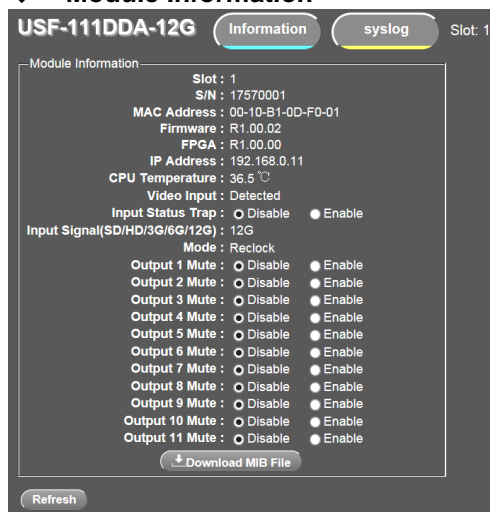 Module Information
USF-111DDA-12G Information syslog Slot: 1
Module Information
Slot : 1
S/N : 17570001
MAC Address : 00-10-B1-0D-F0-01
Firmware : R1.00.02
FPGA : R1.00.00
IP Address : 192.168.0.11
CPU Temperature : 36.5 ℃
Video Input : Detected
Input Status Trap : Disable Enable
Input Signal(SD/HD/3G/6G/12G) : 12G
Mode : Reclock
Output 1 Mute : Disable Enable
Output 2 Mute : Disable Enable
Output 3 Mute : Disable Enable
Output 4 Mute : Disable Enable
Output 5 Mute : Disable Enable
Output 6 Mute : Disable Enable
Output 7 Mute : Disable Enable
Output 8 Mute : Disable Enable
Output 9 Mute : Disable Enable
Output 10 Mute : Disable Enable
Output 11 Mute : Disable Enable
Download MIB File
Refresh